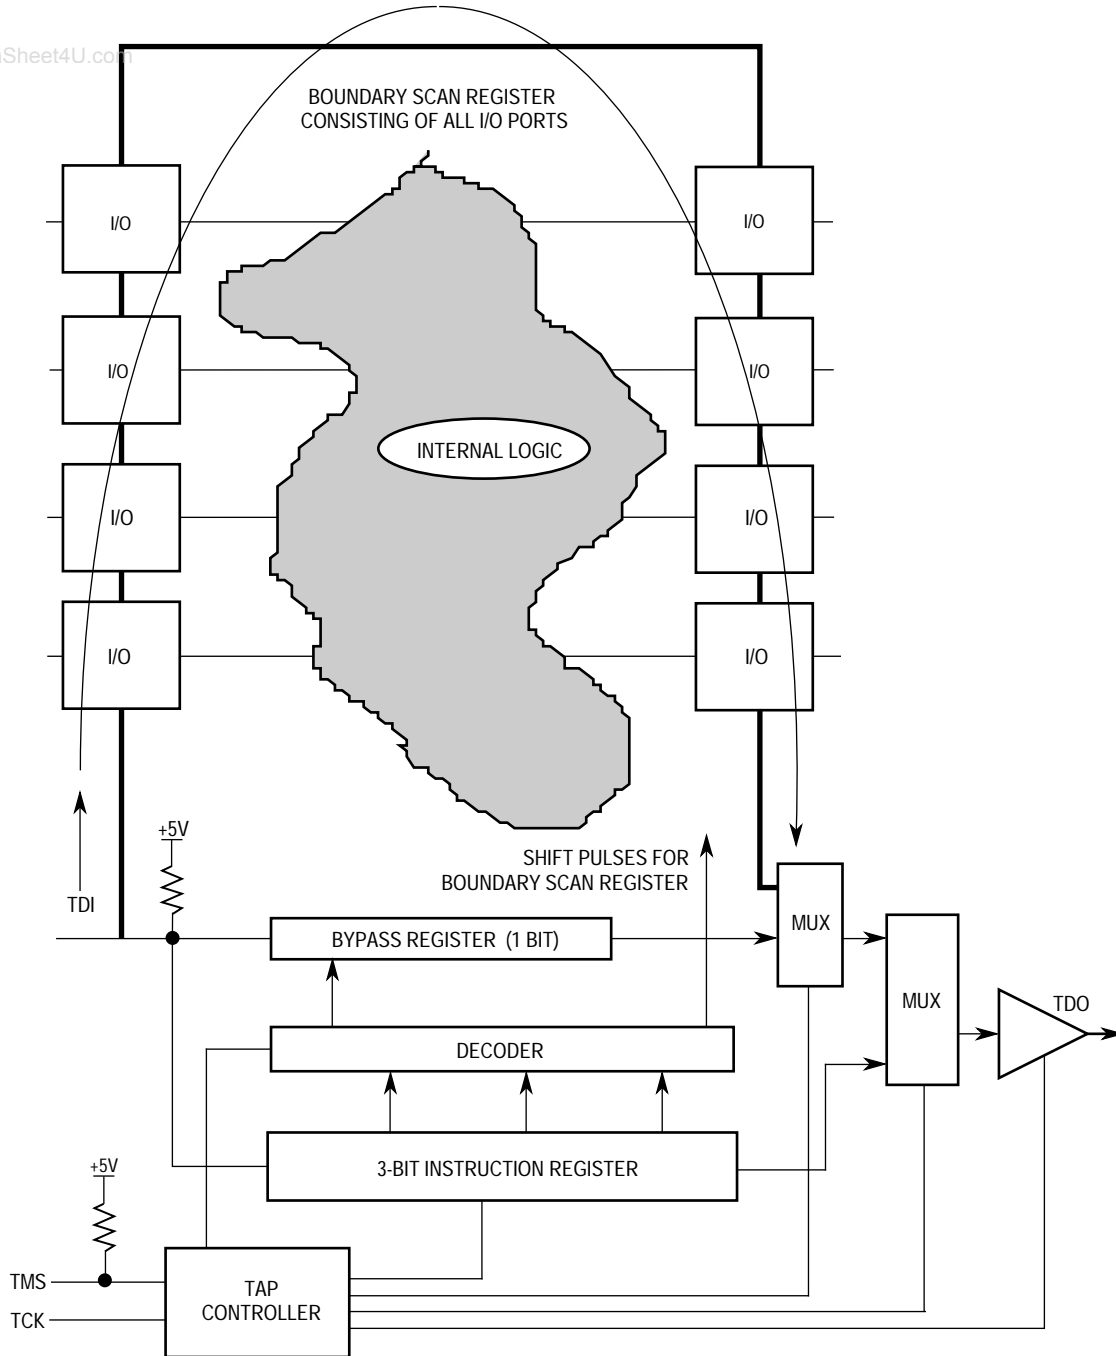 nSheet4U.com
BOUNDARY SCAN REGISTER
CONSISTING OF ALL I/O PORTS
I/O
I/O
I/O
I/O
INTERNAL LOGIC
I/O
I/O
I/O
I/O
+5V
SHIFT PULSES FOR
BOUNDARY SCAN REGISTER
TDI
MUX
BYPASS REGISTER (1 BIT)
MUX
TDO
DECODER
3-BIT INSTRUCTION REGISTER
+5V
TMS
TAP
CONTROLLER
TCK